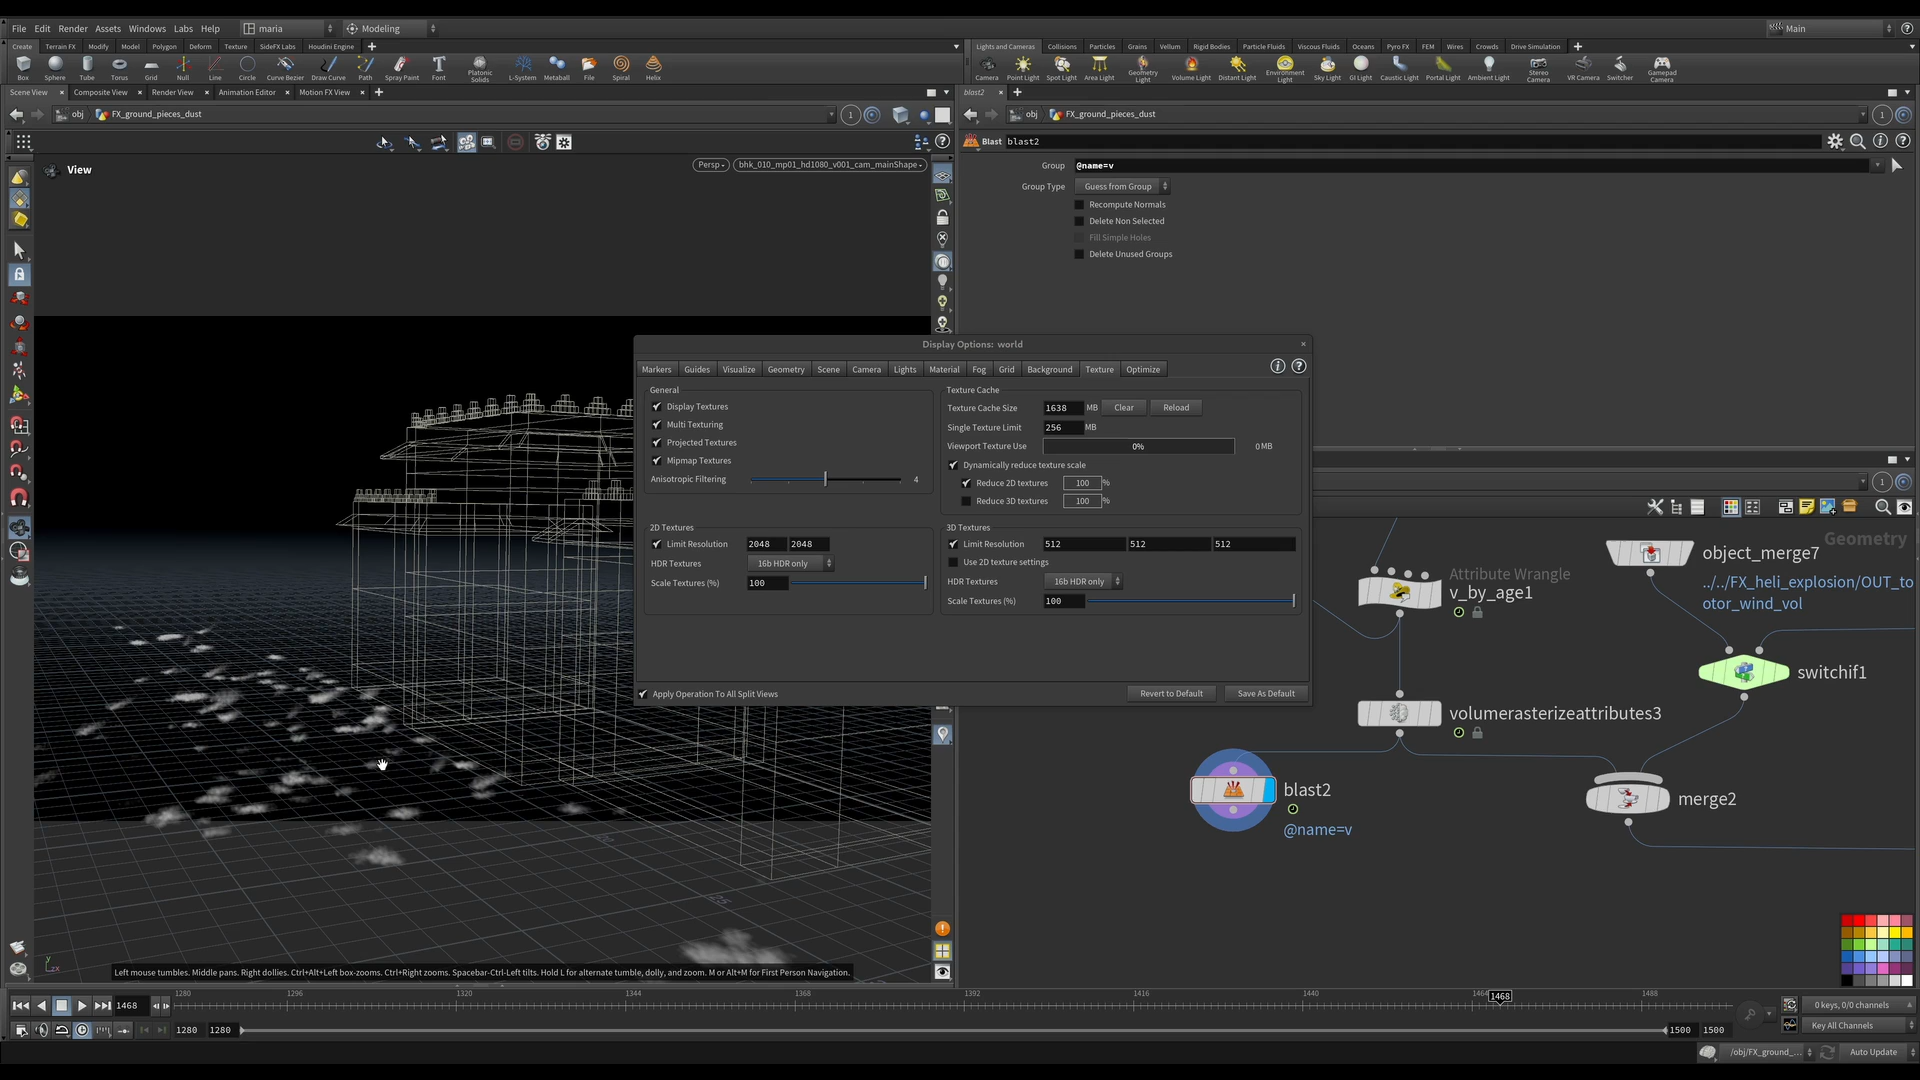 File Edit Render Assets Windows Labs Help maria Modeling Main
Create Terrain FX Modify Model Polygon Deform Texture SideFX Labs Houdini Engine
Lights and Cameras Collisions Particles Grains Vellum Rigid Bodies Particle Fluids Viscous Fluids Oceans Pyro FX FEM Wires Crowds Drive Simulation
Box Sphere Tube Torus Grid Null Line Circle Curve Bezier Draw Curve Path Spray Paint Font Platonic Solids L-System Metaball File Spiral Helix
Camera Point Light Spot Light Area Light Geometry Light Volume Light Distant Light Environment Light Sky Light GI Light Caustic Light Portal Light Ambient Light Stereo Camera VR Camera Switcher Gamepad Camera
Scene View Composite View Render View Animation Editor Motion FX View
blast2
obj FX_ground_pieces_dust 1
obj FX_ground_pieces_dust 1
Blast blast2
View
Persp bhk_010_mp01_hd1080_v001_cam_mainShape
Group @name=v
Group Type Guess from Group
Recompute Normals
Delete Non Selected
Fill Simple Holes
Delete Unused Groups
Display Options: world
Markers Guides Visualize Geometry Scene Camera Lights Material Fog Grid Background Texture Optimize
General
Display Textures
Multi Texturing
Projected Textures
Mipmap Textures
Anisotropic Filtering 4
Texture Cache
Texture Cache Size 1638 MB Clear Reload
Single Texture Limit 256 MB
Viewport Texture Use 0% 0 MB
Dynamically reduce texture scale
Reduce 2D textures 100 %
Reduce 3D textures 100 %
2D Textures
Limit Resolution 2048 2048
HDR Textures 16b HDR only
Scale Textures (%) 100
3D Textures
Limit Resolution 512 512 512
Use 2D texture settings
HDR Textures 16b HDR only
Scale Textures (%) 100
Apply Operation To All Split Views Revert to Default Save As Default
1
Geometry
object_merge7
../../FX_heli_explosion/OUT_to
otor_wind_vol
Attribute Wrangle
v_by_age1
switchif1
volumerasterizeattributes3
blast2
@name=v
merge2
Left mouse tumbles. Middle pans. Right dollies. Ctrl+Alt+Left box-zooms. Ctrl+Right zooms. Spacebar-Ctrl-Left tilts. Hold L for alternate tumble, dolly, and zoom. M or Alt+M for First Person Navigation.
1468 1280 1296 1320 1344 1368 1392 1416 1440 1468 1488
0 keys, 0/0 channels
1280 1280 1500 1500
Key All Channels
/obj/FX_ground_... Auto Update